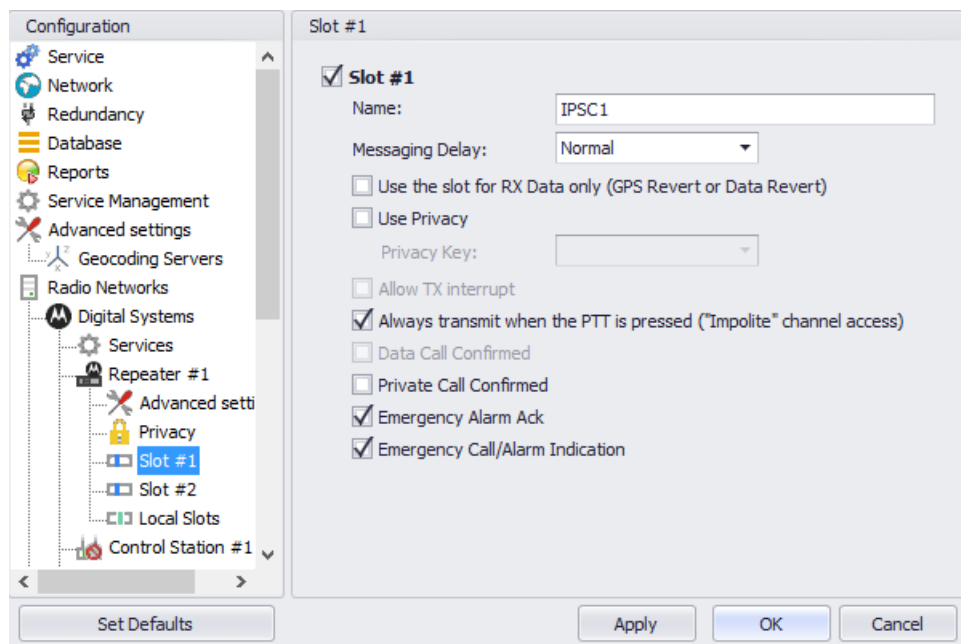 Configuration
Service
Network
Redundancy
Database
Reports
Service Management
Advanced settings
Geocoding Servers
Radio Networks
Digital Systems
Services
Repeater #1
Advanced setti
Privacy
Slot #1
Slot #2
Local Slots
Control Station #1
Set Defaults
Slot #1
Slot #1
Name: IPSC1
Messaging Delay: Normal
Use the slot for RX Data only (GPS Revert or Data Revert)
Use Privacy
Privacy Key:
Allow TX interrupt
Always transmit when the PTT is pressed ("Impolite" channel access)
Data Call Confirmed
Private Call Confirmed
Emergency Alarm Ack
Emergency Call/Alarm Indication
Apply OK Cancel